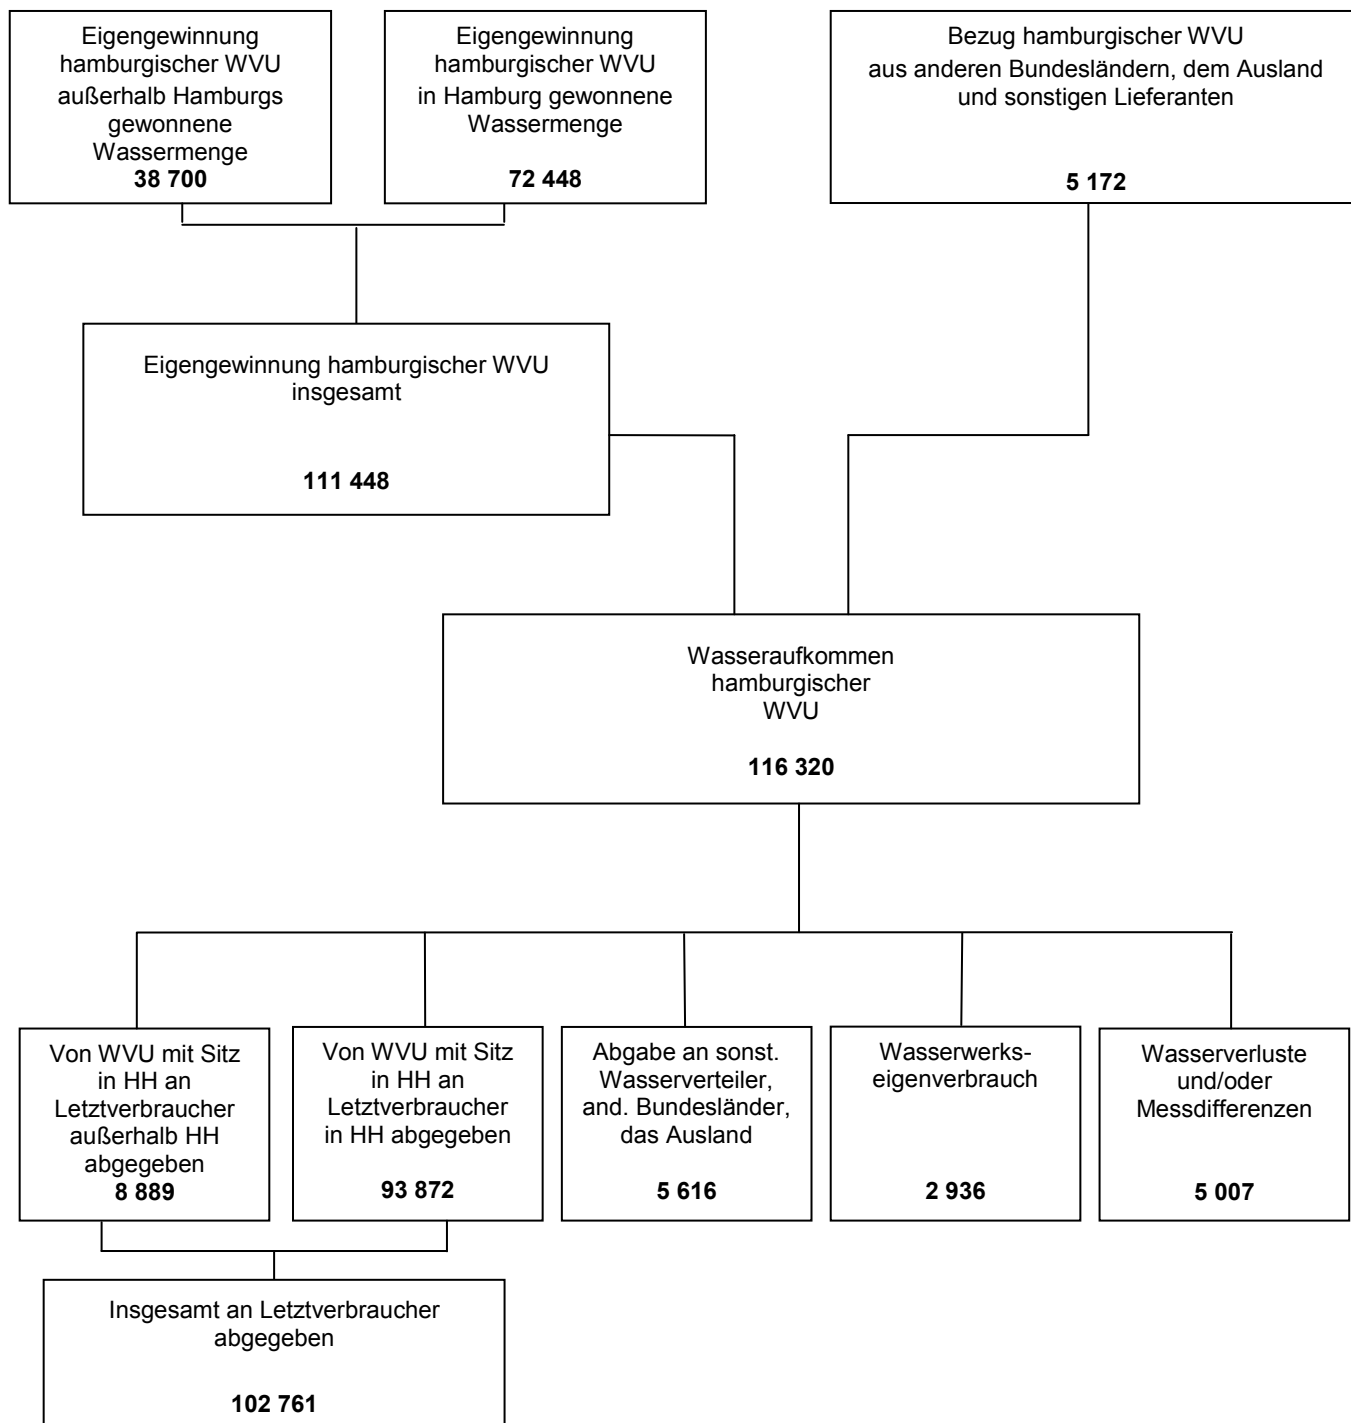 Eigengewinnung
hamburgischer WVU
außerhalb Hamburgs
gewonnene
Wassermenge
38 700
Eigengewinnung
hamburgischer WVU
in Hamburg gewonnene
Wassermenge
72 448
Bezug hamburgischer WVU
aus anderen Bundesländern, dem Ausland
und sonstigen Lieferanten
5 172
Eigengewinnung hamburgischer WVU
insgesamt
111 448
Wasseraufkommen
hamburgischer
WVU
116 320
Von WVU mit Sitz
in HH an
Letztverbraucher
außerhalb HH
abgegeben
8 889
Von WVU mit Sitz
in HH an
Letztverbraucher
in HH abgegeben
93 872
Abgabe an sonst.
Wasserverteiler,
and. Bundesländer,
das Ausland
5 616
Wasserwerks-
eigenverbrauch
2 936
Wasserverluste
und/oder
Messdifferenzen
5 007
Insgesamt an Letztverbraucher
abgegeben
102 761